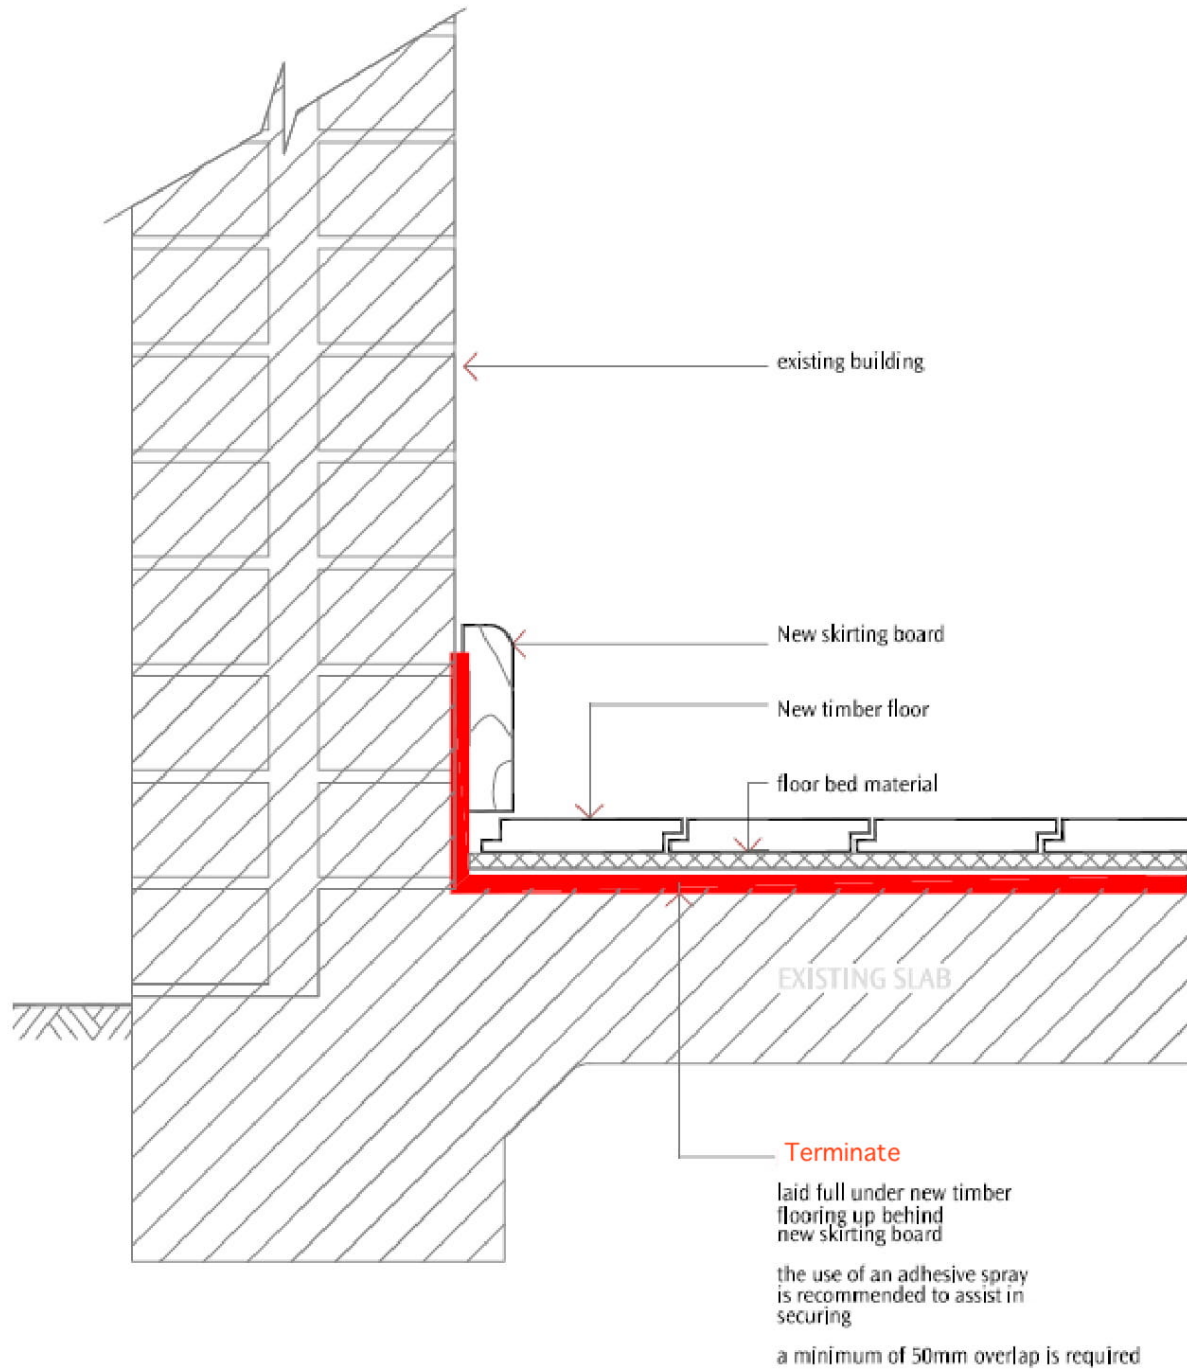 existing building
New skirting board
New timber floor
floor bed material
EXISTING SLAB
Terminate
laid full under new timber
flooring up behind
new skirting board
the use of an adhesive spray
is recommended to assist in
securing
a minimum of 50mm overlap is required